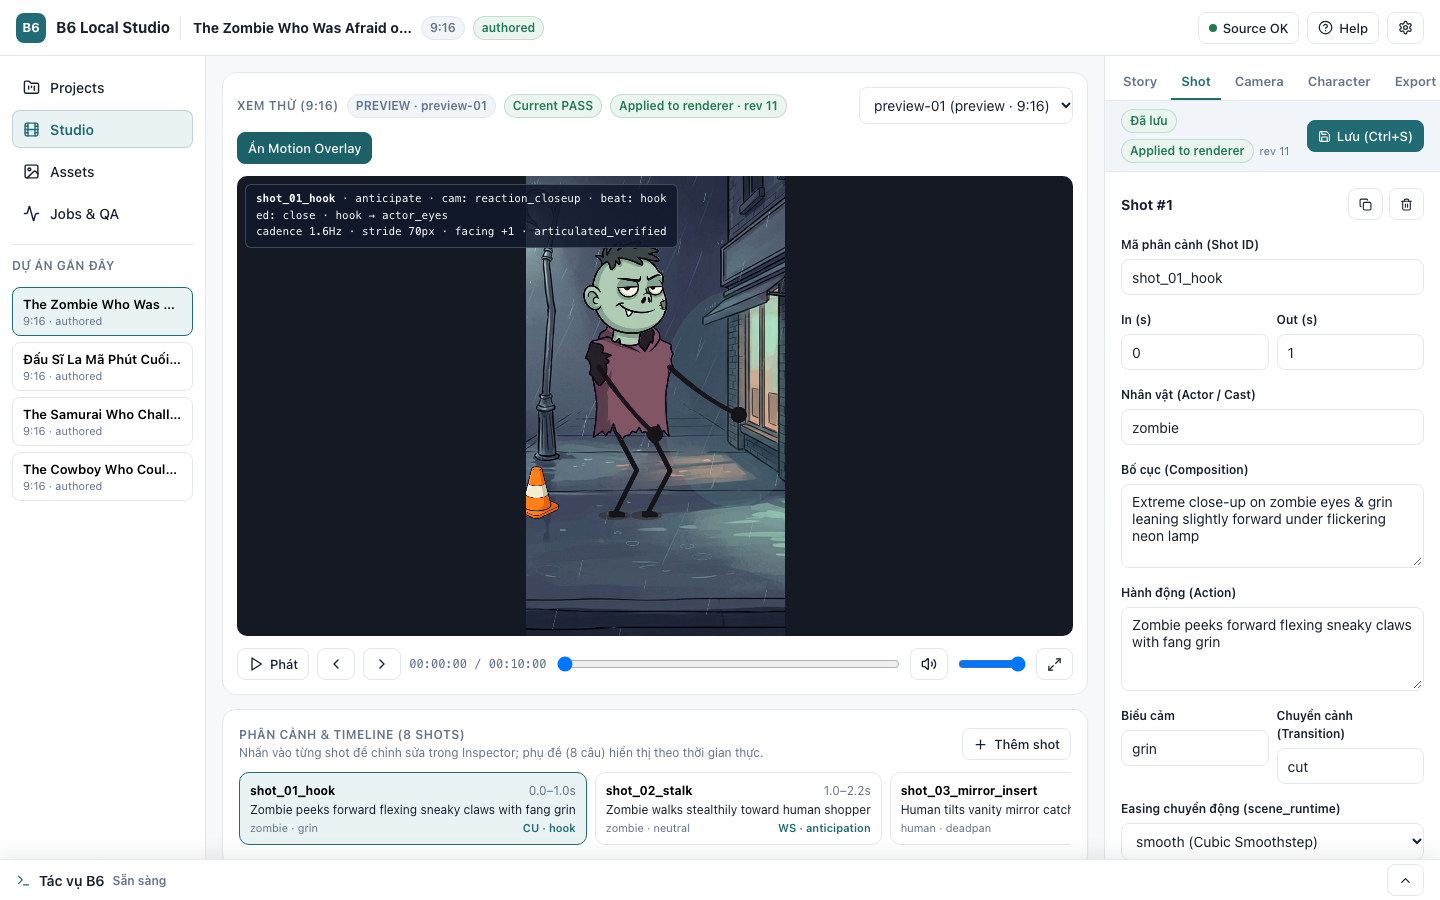 B6 B6 Local Studio The Zombie Who Was Afraid o... 9:16 authored Source OK Help
Projects
Studio
Assets
Jobs & QA
DỰ ÁN GẦN ĐÂY
The Zombie Who Was ...
9:16 · authored
Đấu Sĩ La Mã Phút Cuối...
9:16 · authored
The Samurai Who Chall...
9:16 · authored
The Cowboy Who Coul...
9:16 · authored
XEM THỬ (9:16) PREVIEW · preview-01 Current PASS Applied to renderer · rev 11 preview-01 (preview · 9:16)
Ẩn Motion Overlay
shot_01_hook · anticipate · cam: reaction_closeup · beat: hook
ed: close · hook → actor_eyes
cadence 1.6Hz · stride 70px · facing +1 · articulated_verified
Phát 00:00:00 / 00:10:00
PHÂN CẢNH & TIMELINE (8 SHOTS)
Nhấn vào từng shot để chỉnh sửa trong Inspector; phụ đề (8 câu) hiển thị theo thời gian thực.
Thêm shot
shot_01_hook 0.0–1.0s
Zombie peeks forward flexing sneaky claws with fang grin
zombie · grin CU · hook
shot_02_stalk 1.0–2.2s
Zombie walks stealthily toward human shopper
zombie · neutral WS · anticipation
shot_03_mirror_insert
Human tilts vanity mirror catch
human · deadpan
Story Shot Camera Character Export
Đã lưu
Applied to renderer rev 11
Lưu (Ctrl+S)
Shot #1
Mã phân cảnh (Shot ID)
shot_01_hook
In (s) Out (s)
0 1
Nhân vật (Actor / Cast)
zombie
Bố cục (Composition)
Extreme close-up on zombie eyes & grin
leaning slightly forward under flickering
neon lamp
Hành động (Action)
Zombie peeks forward flexing sneaky claws
with fang grin
Biểu cảm
grin
Chuyển cảnh
(Transition)
cut
Easing chuyển động (scene_runtime)
smooth (Cubic Smoothstep)
Tác vụ B6 Sẵn sàng